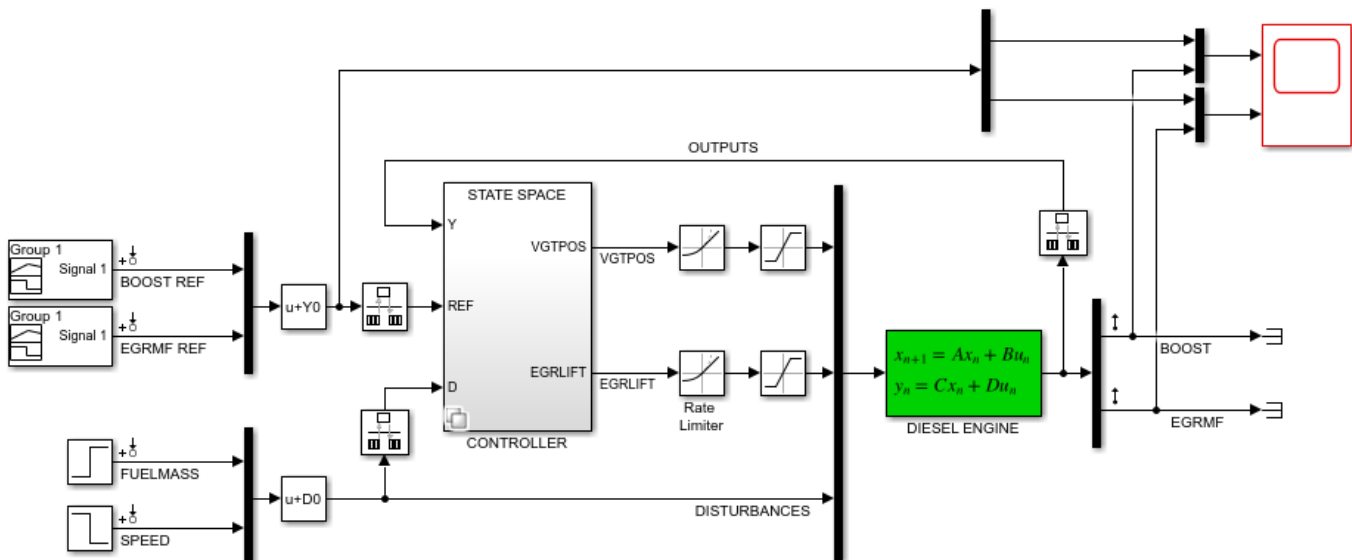 OUTPUTS
STATE SPACE
Y
VGTPOS
VGTPOS
Group 1
Signal 1
BOOST REF
Group 1
Signal 1
EGRMF REF
u+Y0
REF
EGRLIFT
EGRLIFT
D
CONTROLLER
Rate
Limiter
xₙ₊₁ = Axₙ + Buₙ
yₙ = Cxₙ + Duₙ
DIESEL ENGINE
BOOST
EGRMF
FUELMASS
SPEED
u+D0
DISTURBANCES